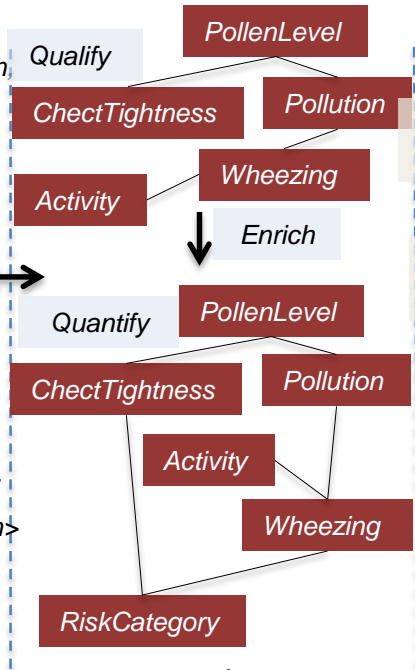 PollenLevel
Qualify
n
ChectTightness
Pollution
Wheezing
Activity
Enrich
PollenLevel
Quantify
ChectTightness
Pollution
Activity
n>
Wheezing
RiskCategory